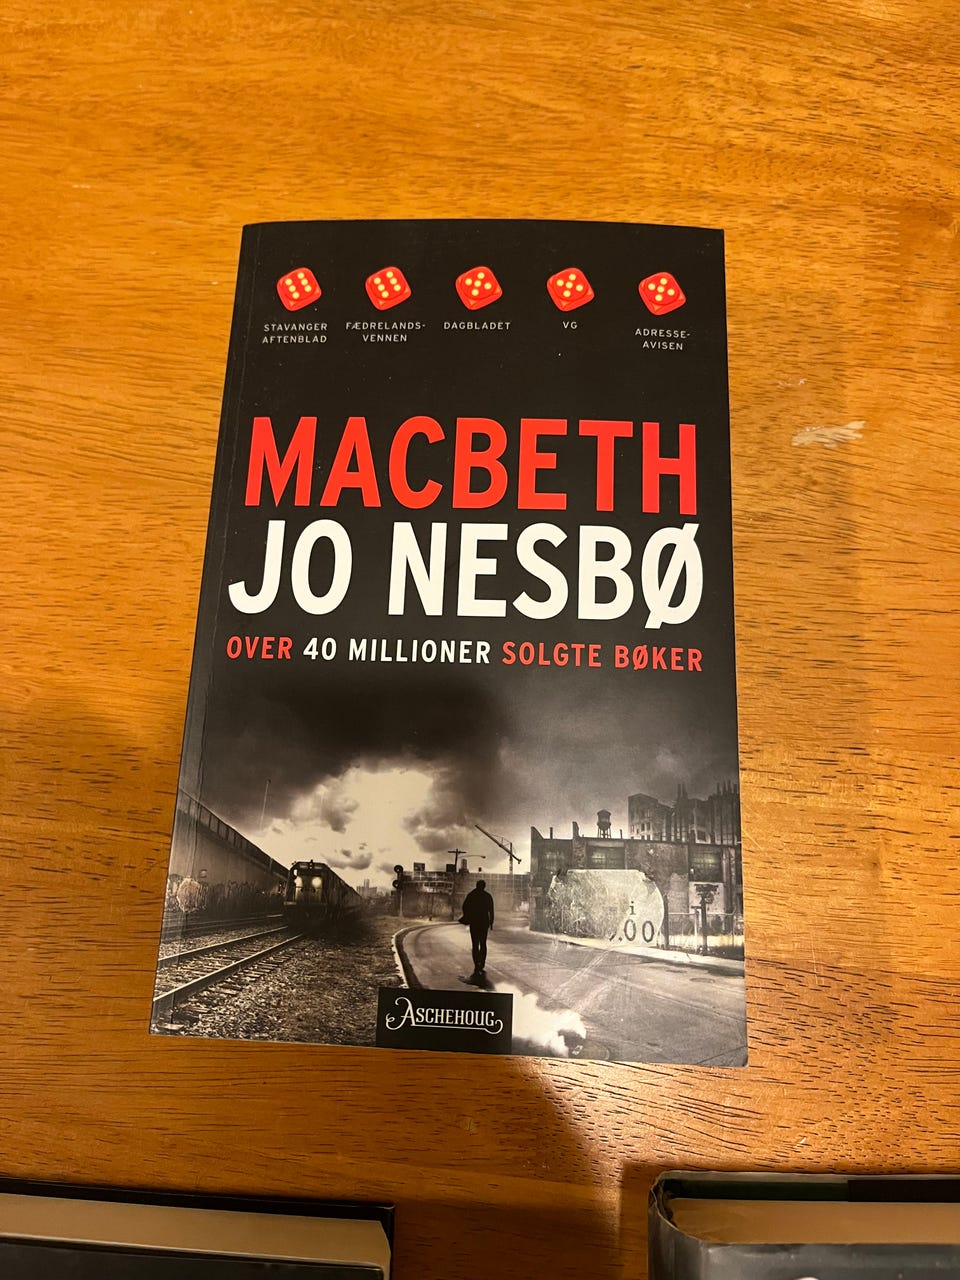 STAVANGER
AFTENBLAD
FÆDRELANDS-
VENNEN
DAGBLADET
VG
ADRESSE-
AVISEN
MACBETH
JO NESBØ
OVER 40 MILLIONER SOLGTE BØKER
ASCHEHOUG